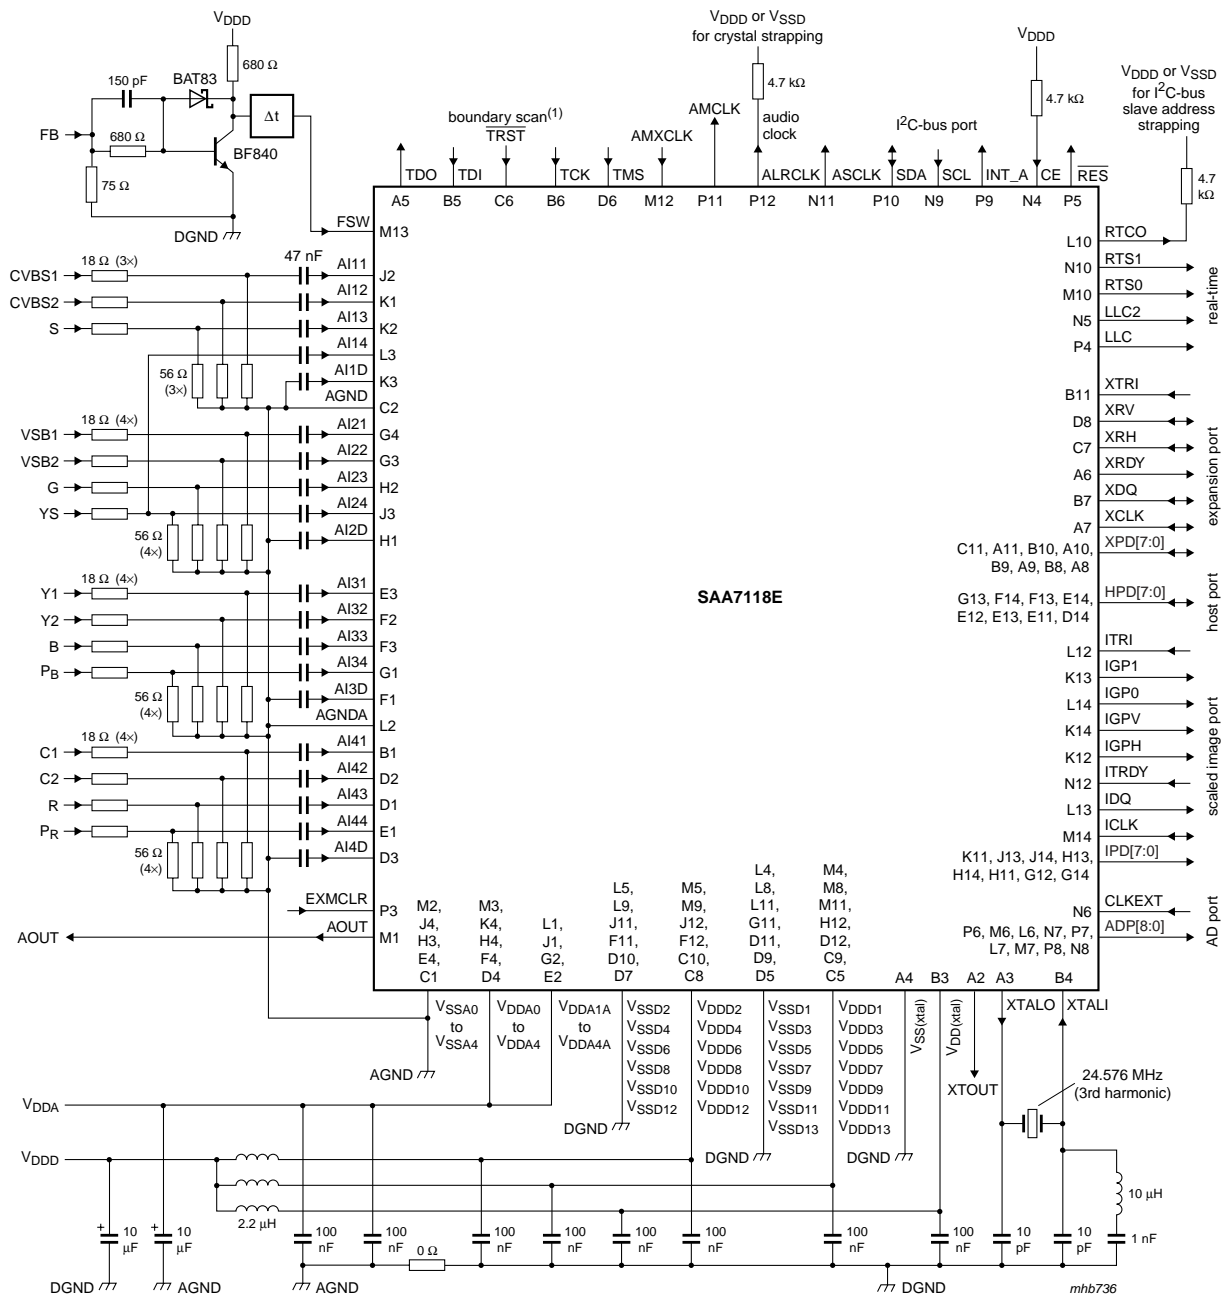 VDDD
680 Ω
150 pF
BAT83
Δt
FB
680 Ω
BF840
75 Ω
DGND
VDDD or VSSD
for crystal strapping
4.7 kΩ
audio
clock
VDDD
4.7 kΩ
VDDD or VSSD
for I2C-bus
slave address
strapping
4.7
kΩ
boundary scan(1)
TRST
AMXCLK
AMCLK
I2C-bus port
TDO
TDI
TCK
TMS
ALRCLK
ASCLK
SDA
SCL
INT_A
CE
RES
A5
B5
C6
B6
D6
M12
P11
P12
N11
P10
N9
P9
N4
P5
FSW
M13
CVBS1
18 Ω (3×)
47 nF
AI11
J2
CVBS2
AI12
K1
S
AI13
K2
AI14
L3
56 Ω
(3×)
AI1D
K3
AGND
C2
VSB1
18 Ω (4×)
AI21
G4
VSB2
AI22
G3
G
AI23
H2
YS
AI24
J3
56 Ω
(4×)
AI2D
H1
Y1
18 Ω (4×)
AI31
E3
Y2
AI32
F2
B
AI33
F3
PB
AI34
G1
56 Ω
(4×)
AI3D
F1
AGNDA
L2
C1
18 Ω (4×)
AI41
B1
C2
AI42
D2
R
AI43
D1
PR
AI44
E1
56 Ω
(4×)
AI4D
D3
EXMCLR
P3
AOUT
AOUT
M1
SAA7118E
L10
RTCO
N10
RTS1
M10
RTS0
N5
LLC2
P4
LLC
real-time
B11
XTRI
D8
XRV
C7
XRH
A6
XRDY
B7
XDQ
A7
XCLK
C11, A11, B10, A10,
B9, A9, B8, A8
XPD[7:0]
expansion port
G13, F14, F13, E14,
E12, E13, E11, D14
HPD[7:0]
host port
L12
ITRI
K13
IGP1
L14
IGP0
K14
IGPV
K12
IGPH
N12
ITRDY
L13
IDQ
M14
ICLK
K11, J13, J14, H13,
H14, H11, G12, G14
IPD[7:0]
scaled image port
N6
CLKEXT
P6, M6, L6, N7, P7,
L7, M7, P8, N8
ADP[8:0]
AD port
M2,
J4,
H3,
E4,
C1
M3,
K4,
H4,
F4,
D4
L1,
J1,
G2,
E2
L5,
L9,
J11,
F11,
D10,
D7
M5,
M9,
J12,
F12,
C10,
C8
L4,
L8,
L11,
G11,
D11,
D9,
D5
M4,
M8,
M11,
H12,
D12,
C9,
C5
A4
B3
A2
A3
B4
VSSA0
to
VSSA4
VDDA0
to
VDDA4
VDDA1A
to
VDDA4A
VSSD2
VSSD4
VSSD6
VSSD8
VSSD10
VSSD12
VDDD2
VDDD4
VDDD6
VDDD8
VDDD10
VDDD12
VSSD1
VSSD3
VSSD5
VSSD7
VSSD9
VSSD11
VSSD13
VDDD1
VDDD3
VDDD5
VDDD7
VDDD9
VDDD11
VDDD13
VSS(xtal)
VDD(xtal)
XTALO
XTALI
XTOUT
24.576 MHz
(3rd harmonic)
AGND
DGND
DGND
DGND
VDDA
VDDD
2.2 μH
10 μH
+
10
μF
+
10
μF
100
nF
100
nF
100
nF
100
nF
100
nF
100
nF
100
nF
100
nF
10
pF
10
pF
1 nF
0 Ω
DGND
AGND
AGND
DGND
mhb736